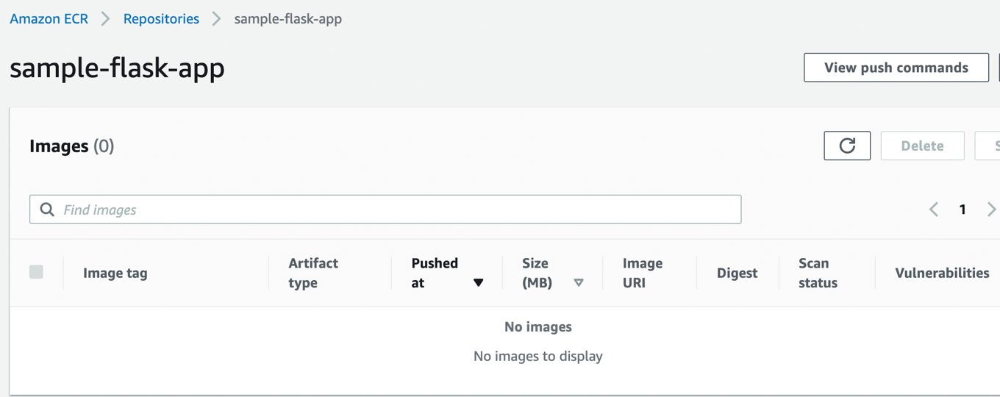 Amazon ECR > Repositories > sample-flask-app
sample-flask-app
View push commands
Images (0)
Delete
Find images
1
Image tag
Artifact type
Pushed at
Size (MB)
Image URI
Digest
Scan status
Vulnerabilities
No images
No images to display